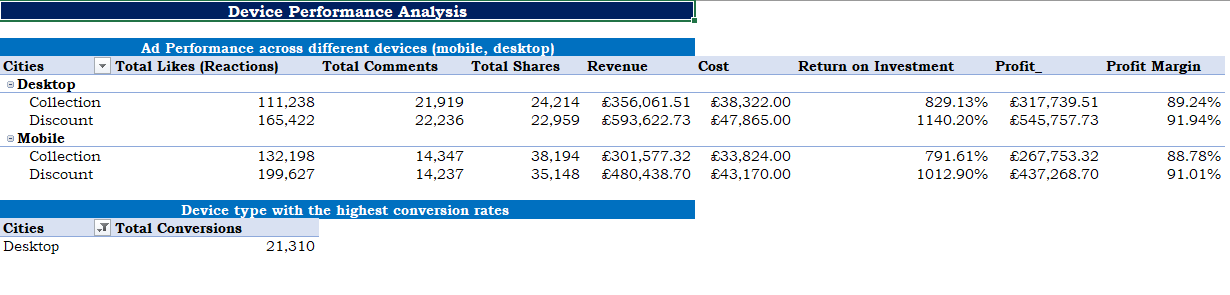 Device Performance Analysis
Ad Performance across different devices (mobile, desktop)
Cities Total Likes (Reactions) Total Comments Total Shares Revenue Cost Return on Investment Profit_ Profit Margin
Desktop
Collection 111,238 21,919 24,214 £356,061.51 £38,322.00 829.13% £317,739.51 89.24%
Discount 165,422 22,236 22,959 £593,622.73 £47,865.00 1140.20% £545,757.73 91.94%
Mobile
Collection 132,198 14,347 38,194 £301,577.32 £33,824.00 791.61% £267,753.32 88.78%
Discount 199,627 14,237 35,148 £480,438.70 £43,170.00 1012.90% £437,268.70 91.01%
Device type with the highest conversion rates
Cities Total Conversions
Desktop 21,310